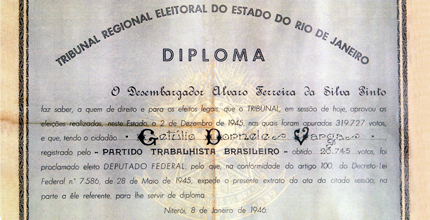 TRIBUNAL REGIONAL ELEITORAL DO ESTADO DO RIO DE JANEIRO
DIPLOMA
O Desembargador Alvaro Ferreira da Silva Pinto
faz saber, a quem de direito e para os efeitos legais, que o TRIBUNAL, em sessão de hoje, aprovou as
eleições realizadas, neste Estado, a 2 de Dezembro de 1945, nas quais foram apurados 319.727 votos,
e que, tendo o cidadão Getúlio Dorneles Vargas
registrado pelo - PARTIDO TRABALHISTA BRASILEIRO - obtido 20.745 votos, foi
proclamado eleito DEPUTADO FEDERAL, pelo que, na conformidade do artigo 100, do Decreto Lei
Federal n° 7.586, de 28 de Maio de 1945, expede o presente extrato da ata da citada sessão, na
parte a êle referente, para lhe servir de diploma.
Niterói, 8 de Janeiro de 1946.